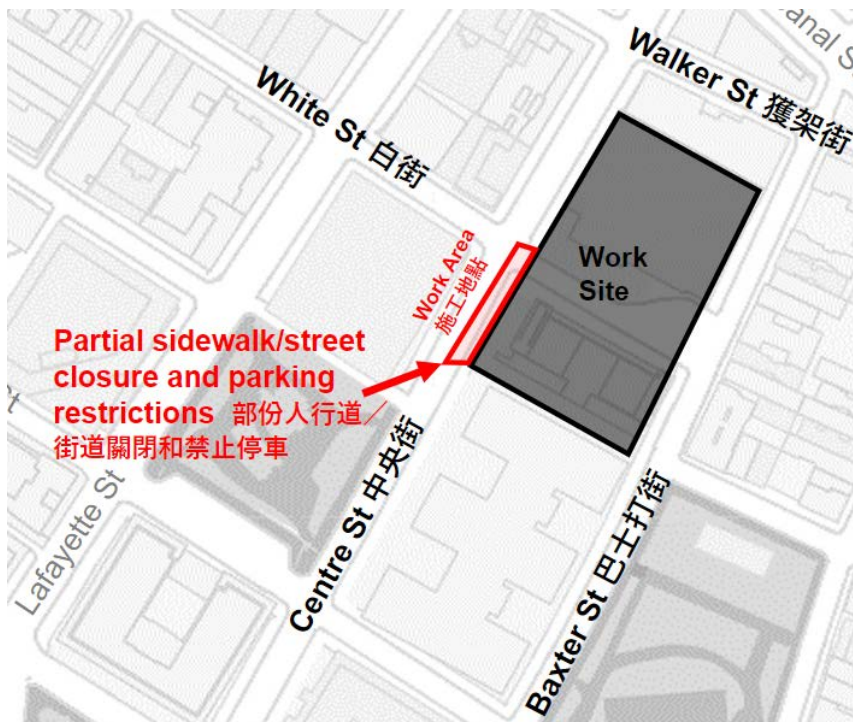 anal S
Walker St 獲架街
White St 白街
Work Area
施工地點
Work
Site
Partial sidewalk/street
closure and parking
restrictions 部份人行道／
街道關閉和禁止停車
St
Lafayette St
Centre St 中央街
Baxter St 巴士打街